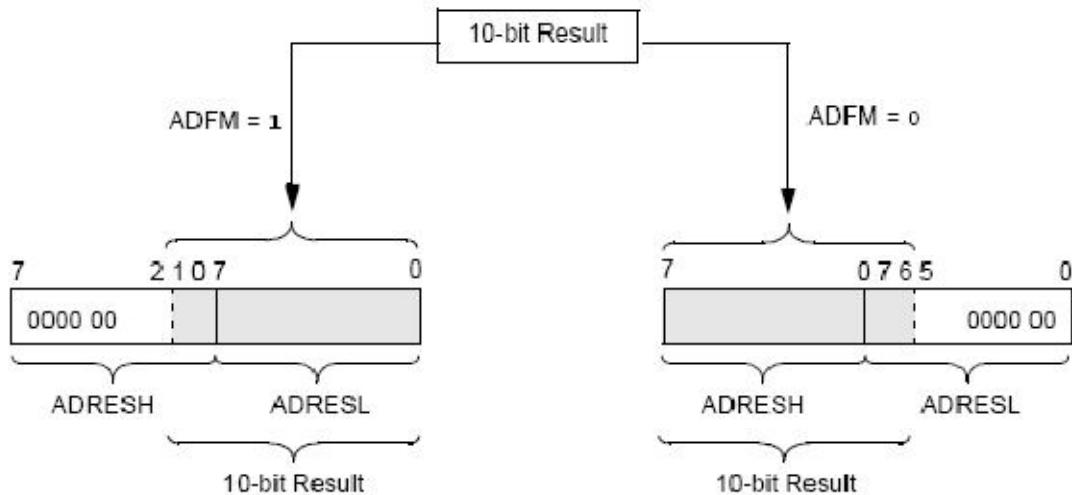 10-bit Result
ADFM = 1
ADFM = 0
7 2 1 0 7 0
7 0 7 6 5 0
0000 00
0000 00
ADRESH ADRESL
ADRESH ADRESL
10-bit Result
10-bit Result